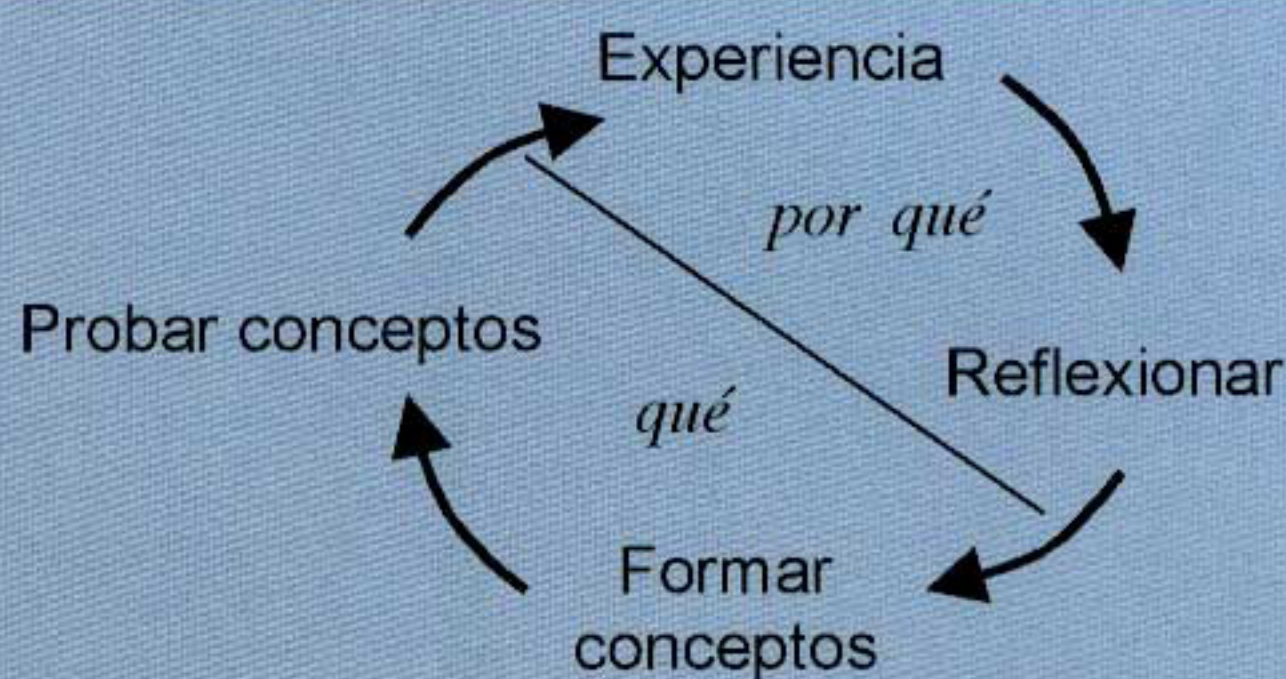 Experiencia
por qué
Probar conceptos
Reflexionar
qué
Formar
conceptos